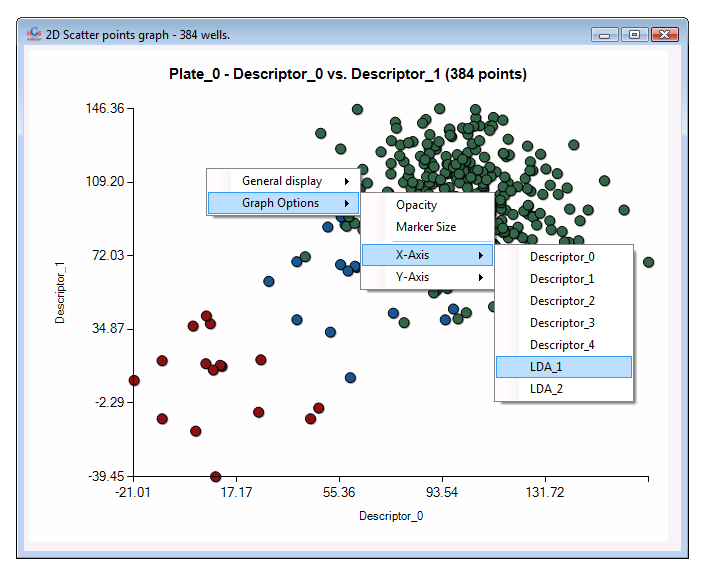 2D Scatter points graph - 384 wells.
Plate_0 - Descriptor_0 vs. Descriptor_1 (384 points)
146.36
109.20
72.03
34.87
-2.29
-39.45
Descriptor_1
-21.01 17.17 55.36 93.54 131.72
Descriptor_0
General display
Graph Options
Opacity
Marker Size
X-Axis
Y-Axis
Descriptor_0
Descriptor_1
Descriptor_2
Descriptor_3
Descriptor_4
LDA_1
LDA_2